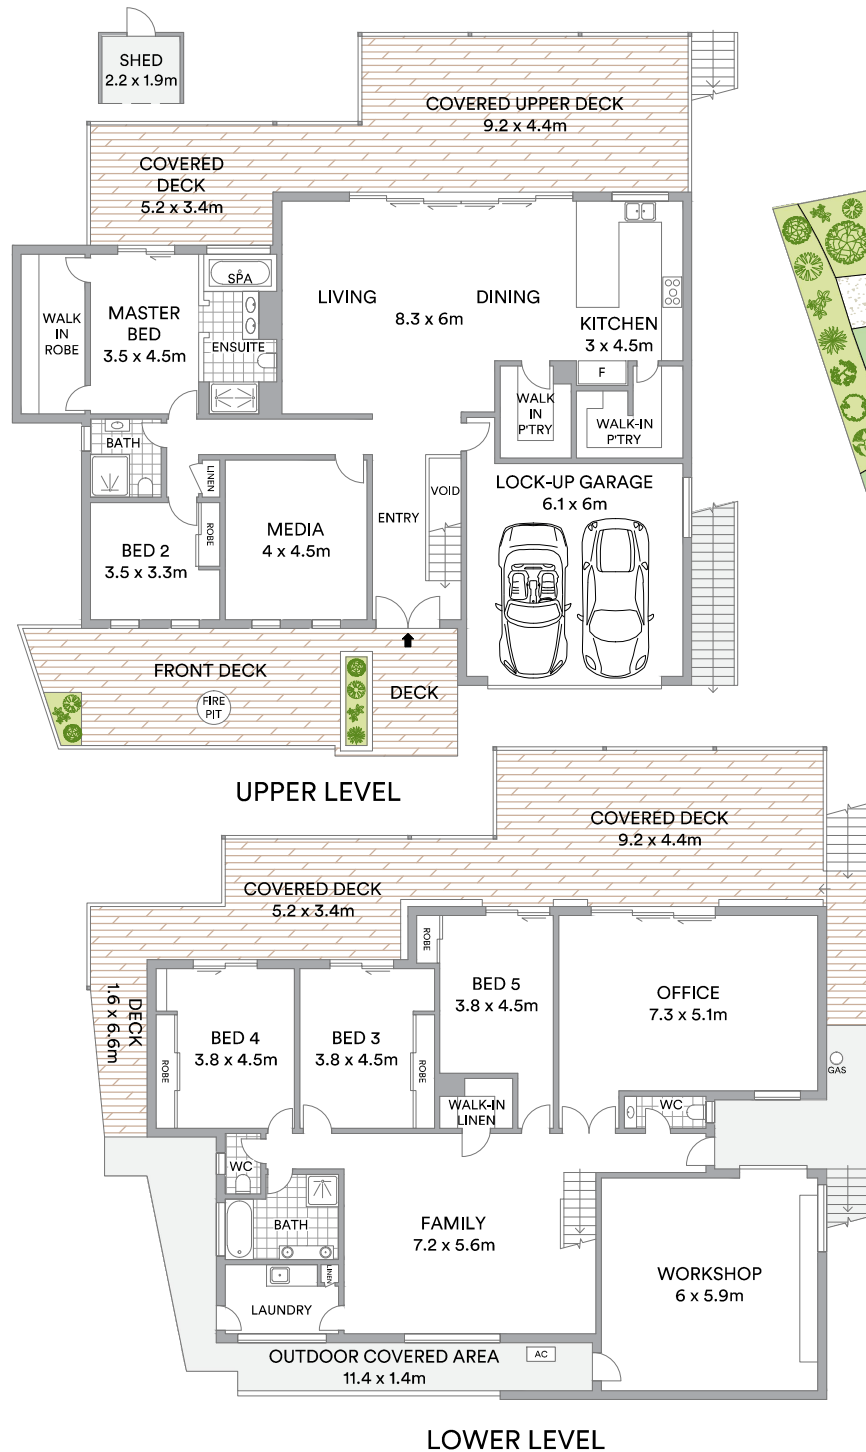 SHED
2.2 x 1.9m
COVERED UPPER DECK
9.2 x 4.4m
COVERED
DECK
5.2 x 3.4m
SPA
LIVING
DINING
8.3 x 6m
MASTER
BED
3.5 x 4.5m
WALK
IN
ROBE
ENSUITE
KITCHEN
3 x 4.5m
F
WALK
IN
P'TRY
WALK-IN
P'TRY
BATH
LINEN
VOID
LOCK-UP GARAGE
6.1 x 6m
ENTRY
MEDIA
4 x 4.5m
ROBE
BED 2
3.5 x 3.3m
FRONT DECK
FIRE
PIT
DECK
UPPER LEVEL
COVERED DECK
9.2 x 4.4m
COVERED DECK
5.2 x 3.4m
ROBE
BED 5
3.8 x 4.5m
OFFICE
7.3 x 5.1m
DECK
1.6 x 6.6m
BED 4
3.8 x 4.5m
BED 3
3.8 x 4.5m
ROBE
ROBE
GAS
WALK-IN
LINEN
WC
WC
BATH
FAMILY
7.2 x 5.6m
LINEN
WORKSHOP
6 x 5.9m
LAUNDRY
OUTDOOR COVERED AREA
11.4 x 1.4m
AC
LOWER LEVEL